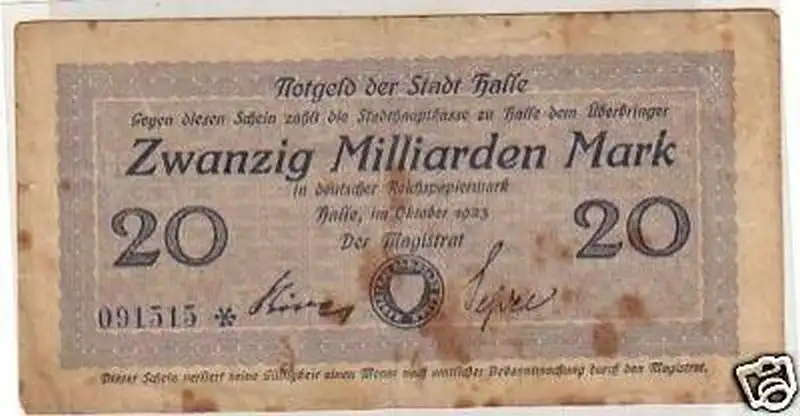 Notgeld der Stadt Halle
Gegen diesen Schein zahlt die Stadthauptkasse zu Halle dem Überbringer
Zwanzig Milliarden Mark
in deutscher Reichspapiermark
Halle, im Oktober 1923
20
20
Der Magistrat
091515 *
Dieser Schein verliert seine Gültigkeit einen Monat nach amtlicher Bekanntmachung durch den Magistrat.